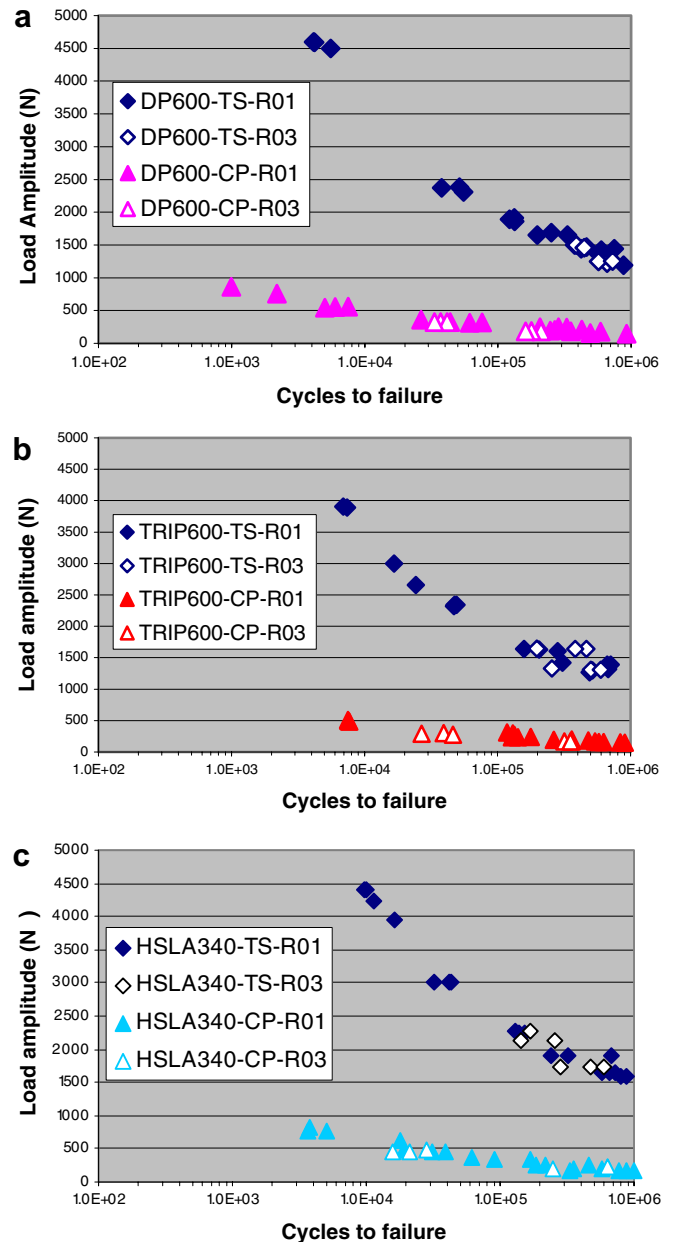 a
5000
4500
4000
3500
3000
2500
2000
1500
1000
500
0
Load Amplitude (N)
DP600-TS-R01
DP600-TS-R03
DP600-CP-R01
DP600-CP-R03
1.0E+02 1.0E+03 1.0E+04 1.0E+05 1.0E+06
Cycles to failure
b
5000
4500
4000
3500
3000
2500
2000
1500
1000
500
0
Load amplitude (N)
TRIP600-TS-R01
TRIP600-TS-R03
TRIP600-CP-R01
TRIP600-CP-R03
1.0E+02 1.0E+03 1.0E+04 1.0E+05 1.0E+06
Cycles to failure
c
5000
4500
4000
3500
3000
2500
2000
1500
1000
500
0
Load amplitude (N )
HSLA340-TS-R01
HSLA340-TS-R03
HSLA340-CP-R01
HSLA340-CP-R03
1.0E+02 1.0E+03 1.0E+04 1.0E+05 1.0E+06
Cycles to failure